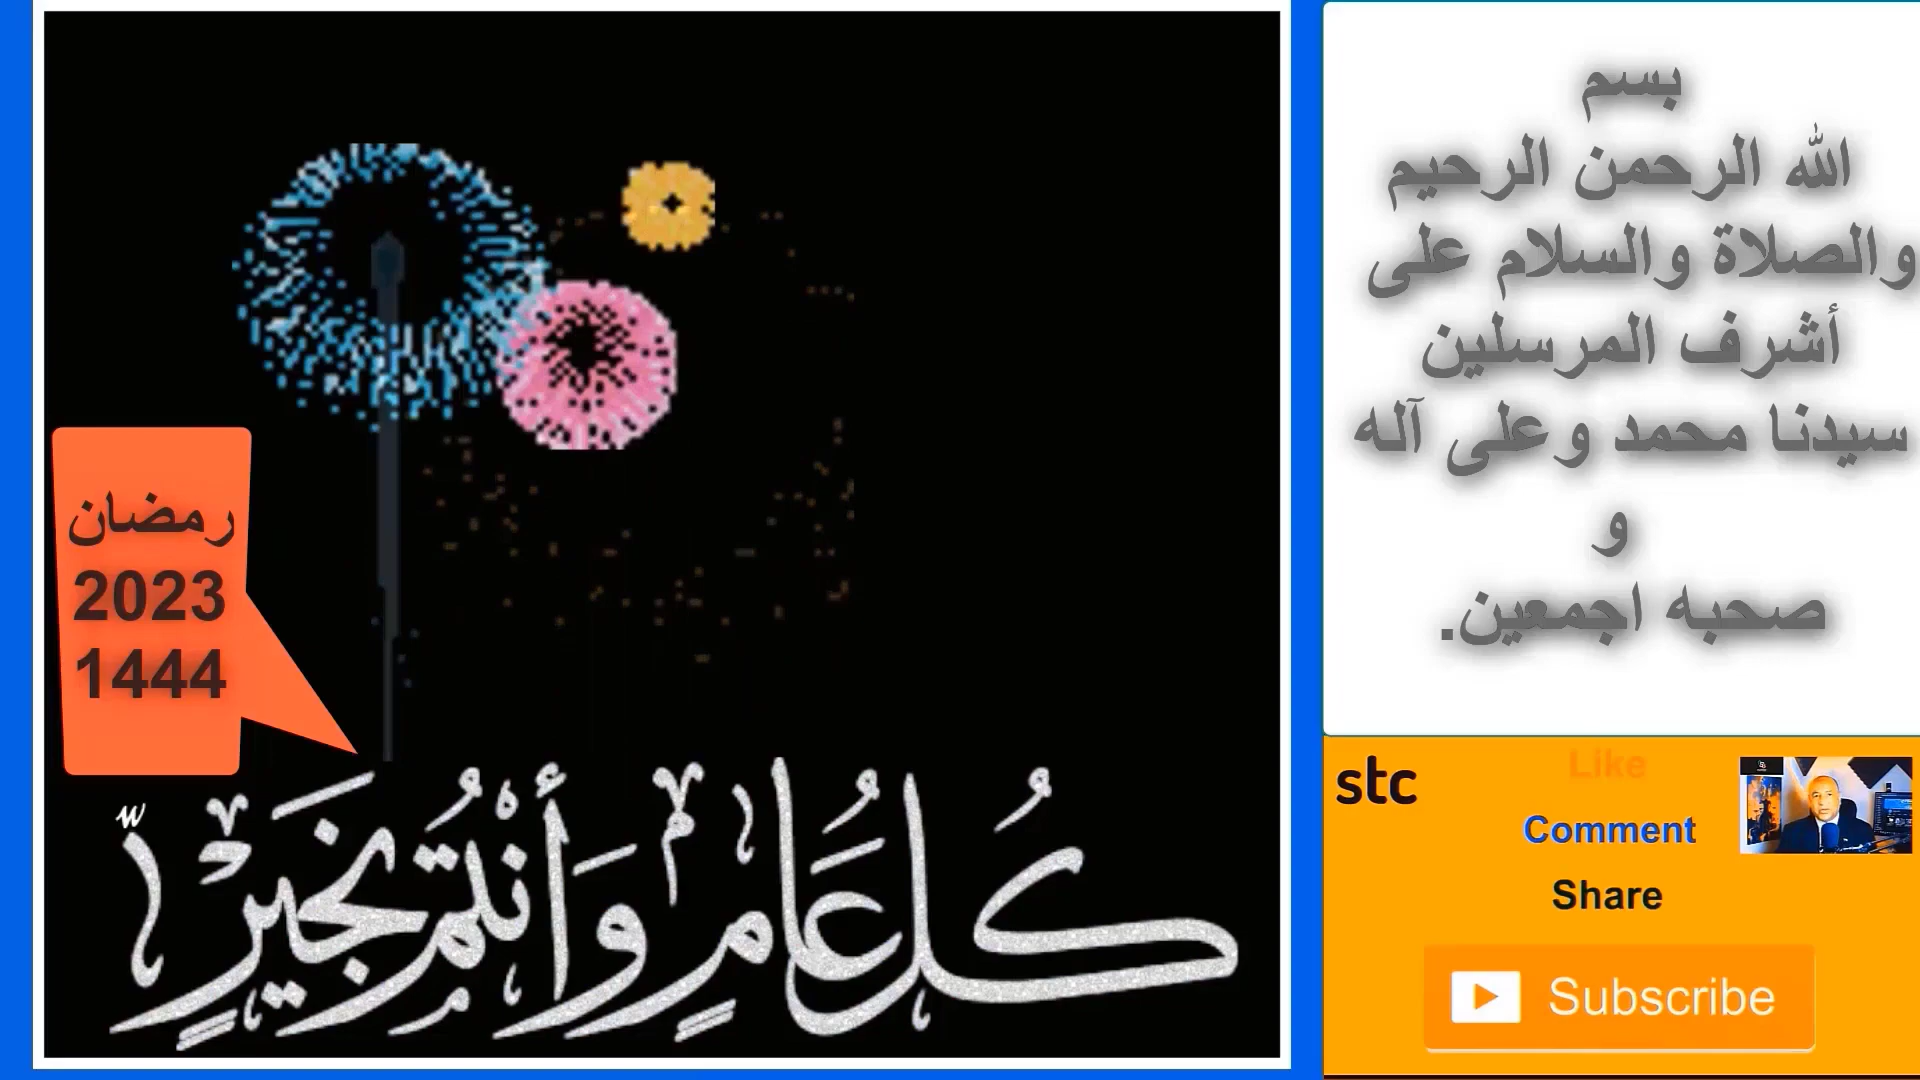 بسم
الله الرحمن الرحيم
والصلاة والسلام على
أشرف المرسلين
سيدنا محمد وعلى آله
و
صحبه اجمعين.
رمضان
2023
1444
كُل عَامٍ وَأَنْتُمْ بِخَيْرٍ
stc
Like
Comment
Share
Subscribe